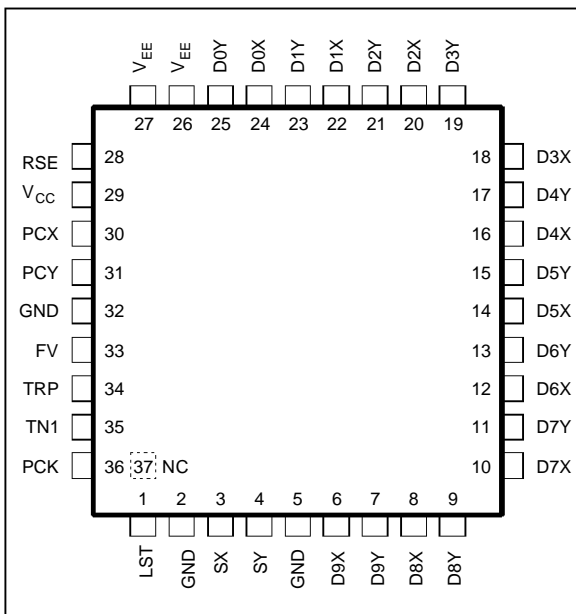 V_EE V_EE D0Y D0X D1Y D1X D2Y D2X D3Y
27 26 25 24 23 22 21 20 19
RSE 28 18 D3X
V_CC 29 17 D4Y
PCX 30 16 D4X
PCY 31 15 D5Y
GND 32 14 D5X
FV 33 13 D6Y
TRP 34 12 D6X
TN1 35 11 D7Y
PCK 36 37 NC 10 D7X
1 2 3 4 5 6 7 8 9
LST GND SX SY GND D9X D9Y D8X D8Y